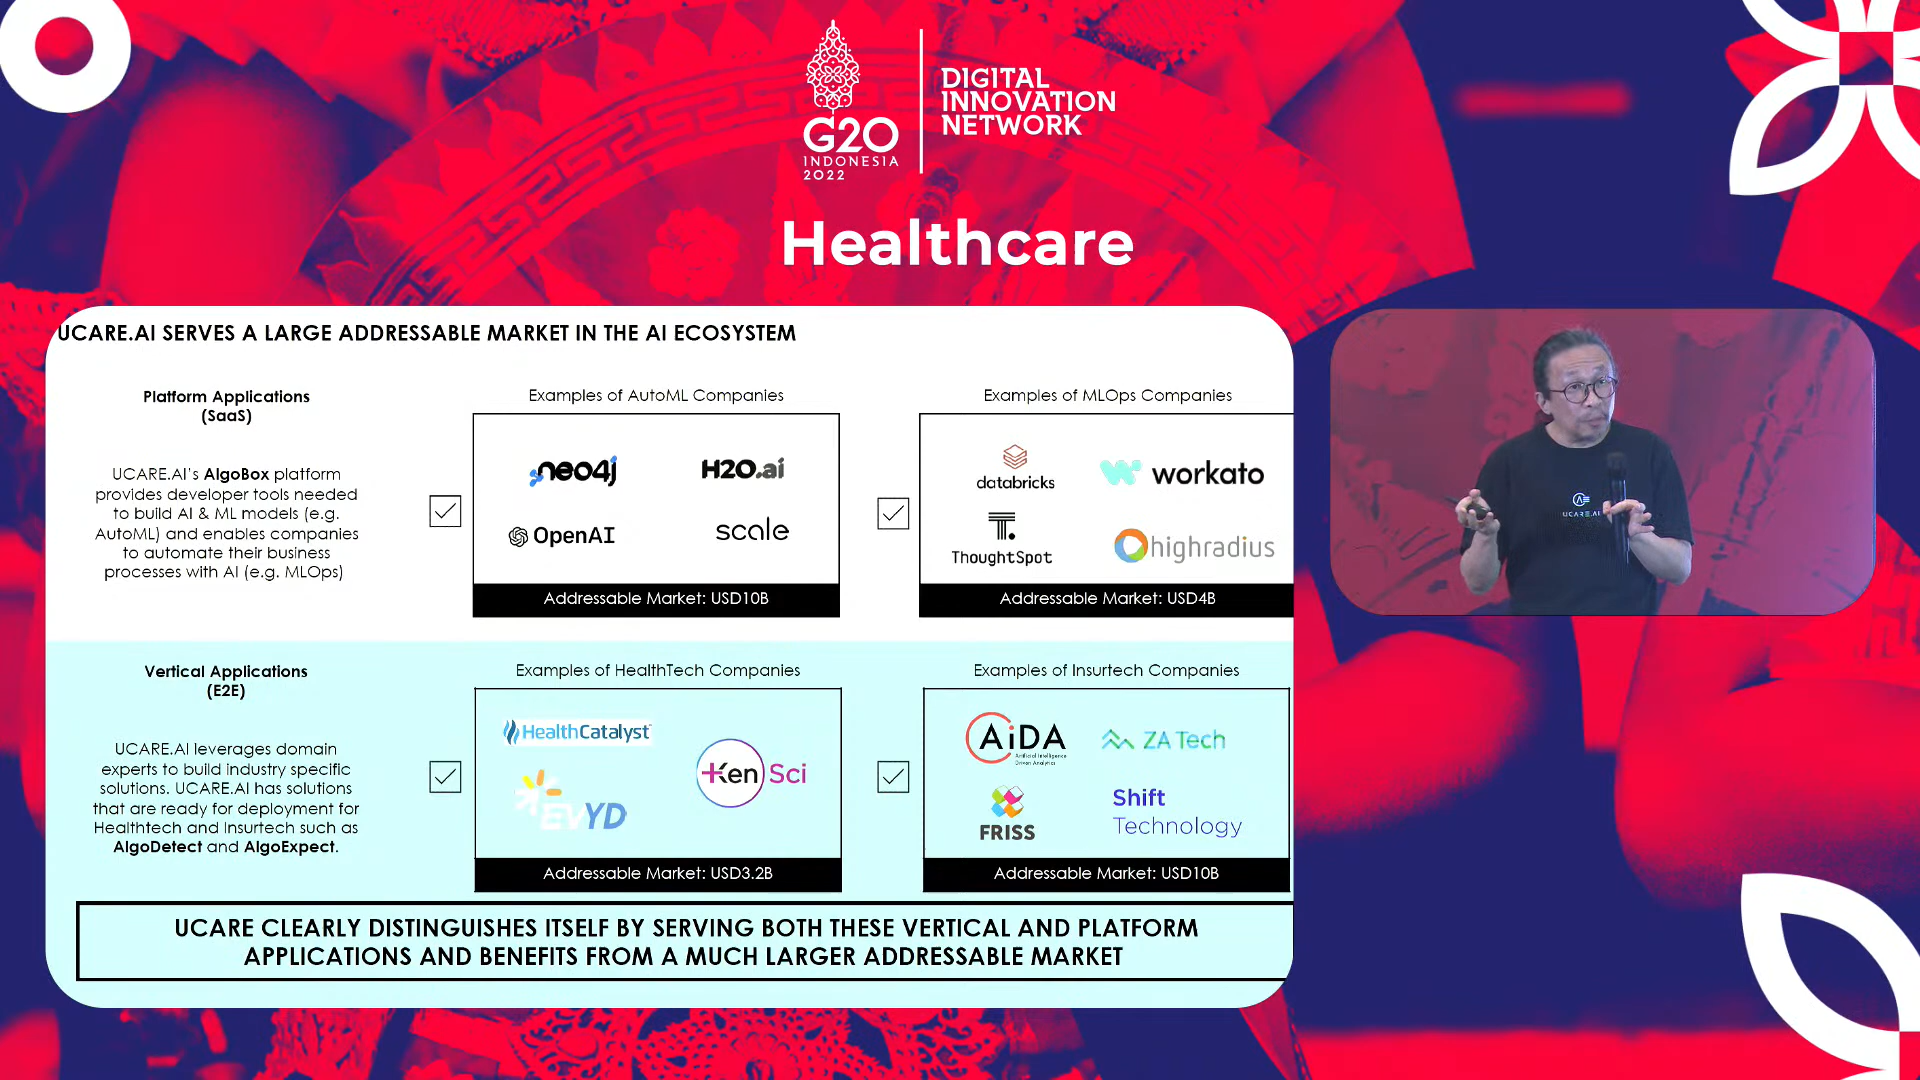 G20
INDONESIA
2022
DIGITAL
INNOVATION
NETWORK
Healthcare
UCARE.AI SERVES A LARGE ADDRESSABLE MARKET IN THE AI ECOSYSTEM
Platform Applications
(SaaS)
UCARE.AI's AlgoBox platform
provides developer tools needed
to build AI & ML models (e.g.
AutoML) and enables companies
to automate their business
processes with AI (e.g. MLOps)
Examples of AutoML Companies
neo4j
H2O.ai
OpenAI
scale
Addressable Market: USD10B
Examples of MLOps Companies
databricks
workato
T.
ThoughtSpot
highradius
Addressable Market: USD4B
Vertical Applications
(E2E)
UCARE.AI leverages domain
experts to build industry specific
solutions. UCARE.AI has solutions
that are ready for deployment for
Healthtech and Insurtech such as
AlgoDetect and AlgoExpect.
Examples of HealthTech Companies
HealthCatalyst
KenSci
EVYD
Addressable Market: USD3.2B
Examples of Insurtech Companies
AiDA
Artificial Intelligence
Driven Analytics
ZA Tech
FRISS
Shift
Technology
Addressable Market: USD10B
UCARE CLEARLY DISTINGUISHES ITSELF BY SERVING BOTH THESE VERTICAL AND PLATFORM
APPLICATIONS AND BENEFITS FROM A MUCH LARGER ADDRESSABLE MARKET
UCARE.AI